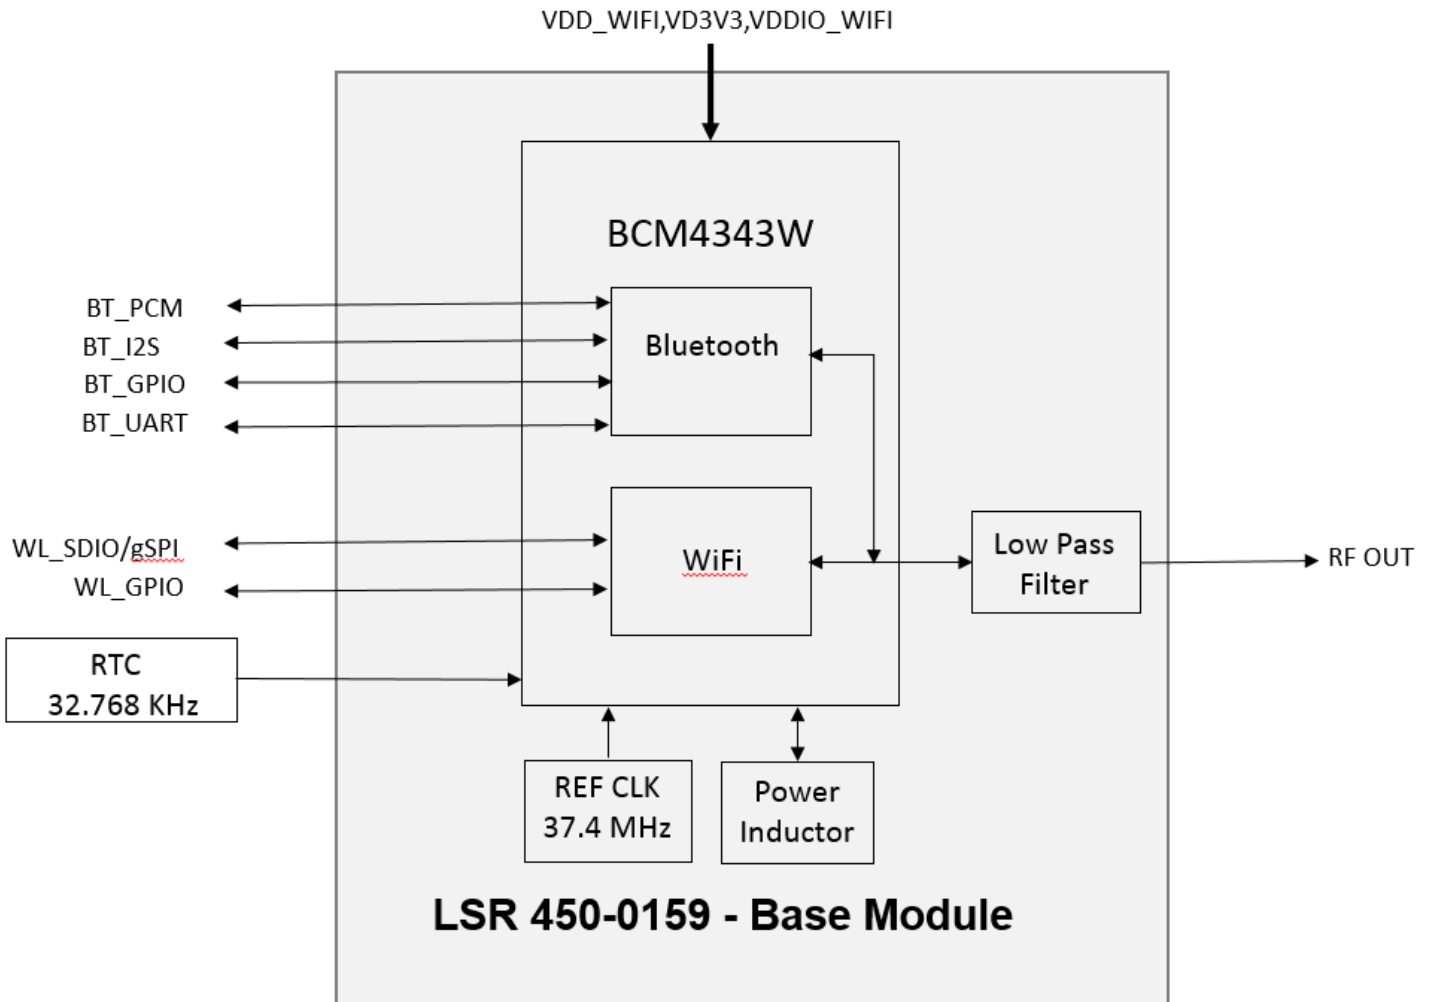 VDD_WIFI,VD3V3,VDDIO_WIFI
BCM4343W
BT_PCM
BT_I2S
BT_GPIO
BT_UART
Bluetooth
WL_SDIO/gSPI
WL_GPIO
WiFi
Low Pass
Filter
RF OUT
RTC
32.768 KHz
REF CLK
37.4 MHz
Power
Inductor
LSR 450-0159 - Base Module